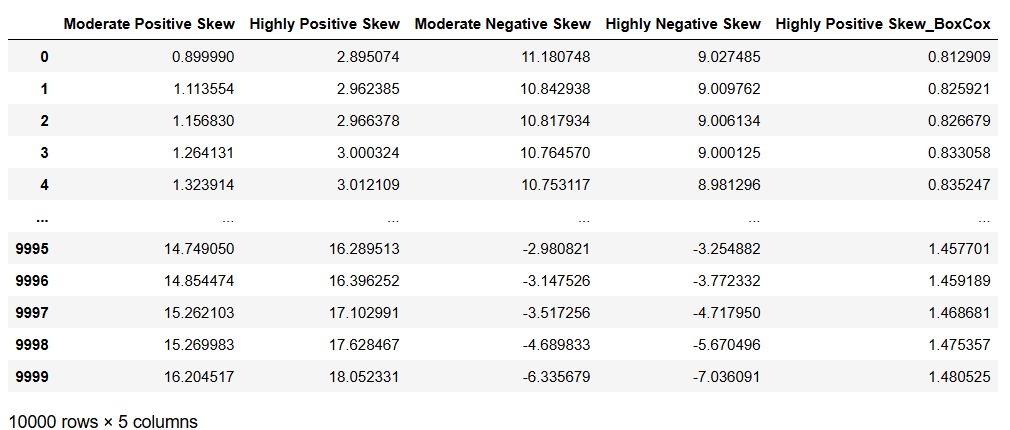 Moderate Positive Skew Highly Positive Skew Moderate Negative Skew Highly Negative Skew Highly Positive Skew_BoxCox
0 0.899990 2.895074 11.180748 9.027485 0.812909
1 1.113554 2.962385 10.842938 9.009762 0.825921
2 1.156830 2.966378 10.817934 9.006134 0.826679
3 1.264131 3.000324 10.764570 9.000125 0.833058
4 1.323914 3.012109 10.753117 8.981296 0.835247
... ... ... ... ... ...
9995 14.749050 16.289513 -2.980821 -3.254882 1.457701
9996 14.854474 16.396252 -3.147526 -3.772332 1.459189
9997 15.262103 17.102991 -3.517256 -4.717950 1.468681
9998 15.269983 17.628467 -4.689833 -5.670496 1.475357
9999 16.204517 18.052331 -6.335679 -7.036091 1.480525
10000 rows × 5 columns